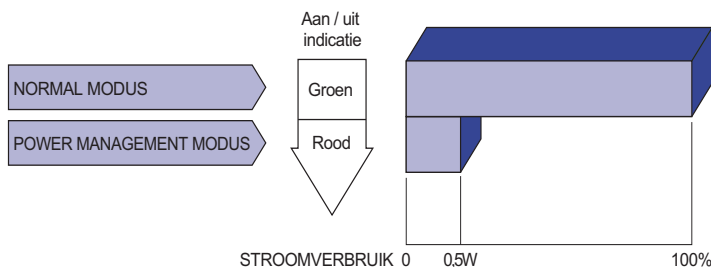 Aan / uit
indicatie
NORMAL MODUS
Groen
POWER MANAGEMENT MODUS
Rood
STROOMVERBRUIK 0 0,5W 100%